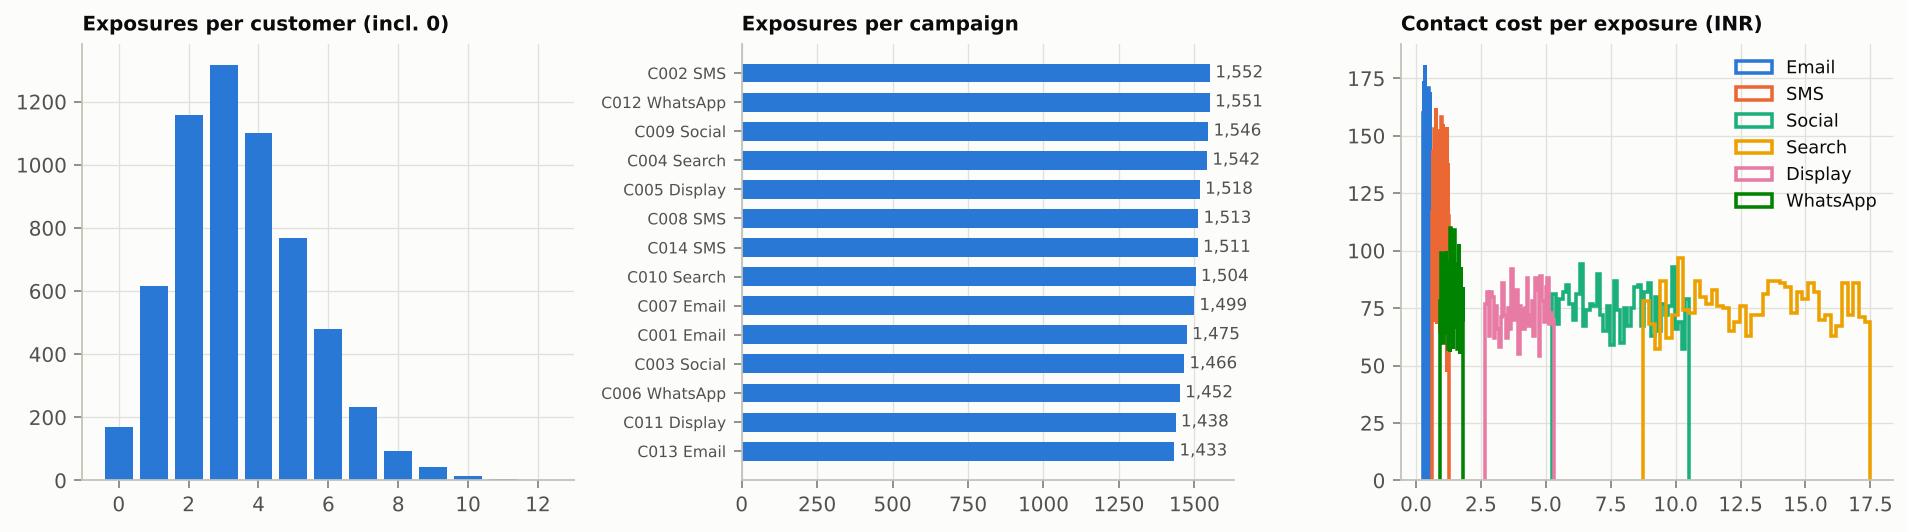 Exposures per customer (incl. 0)
1200
1000
800
600
400
200
0
0 2 4 6 8 10 12
Exposures per campaign
C002 SMS 1,552
C012 WhatsApp 1,551
C009 Social 1,546
C004 Search 1,542
C005 Display 1,518
C008 SMS 1,513
C014 SMS 1,511
C010 Search 1,504
C007 Email 1,499
C001 Email 1,475
C003 Social 1,466
C006 WhatsApp 1,452
C011 Display 1,438
C013 Email 1,433
0 250 500 750 1000 1250 1500
Contact cost per exposure (INR)
175
150
125
100
75
50
25
0
0.0 2.5 5.0 7.5 10.0 12.5 15.0 17.5
Email
SMS
Social
Search
Display
WhatsApp